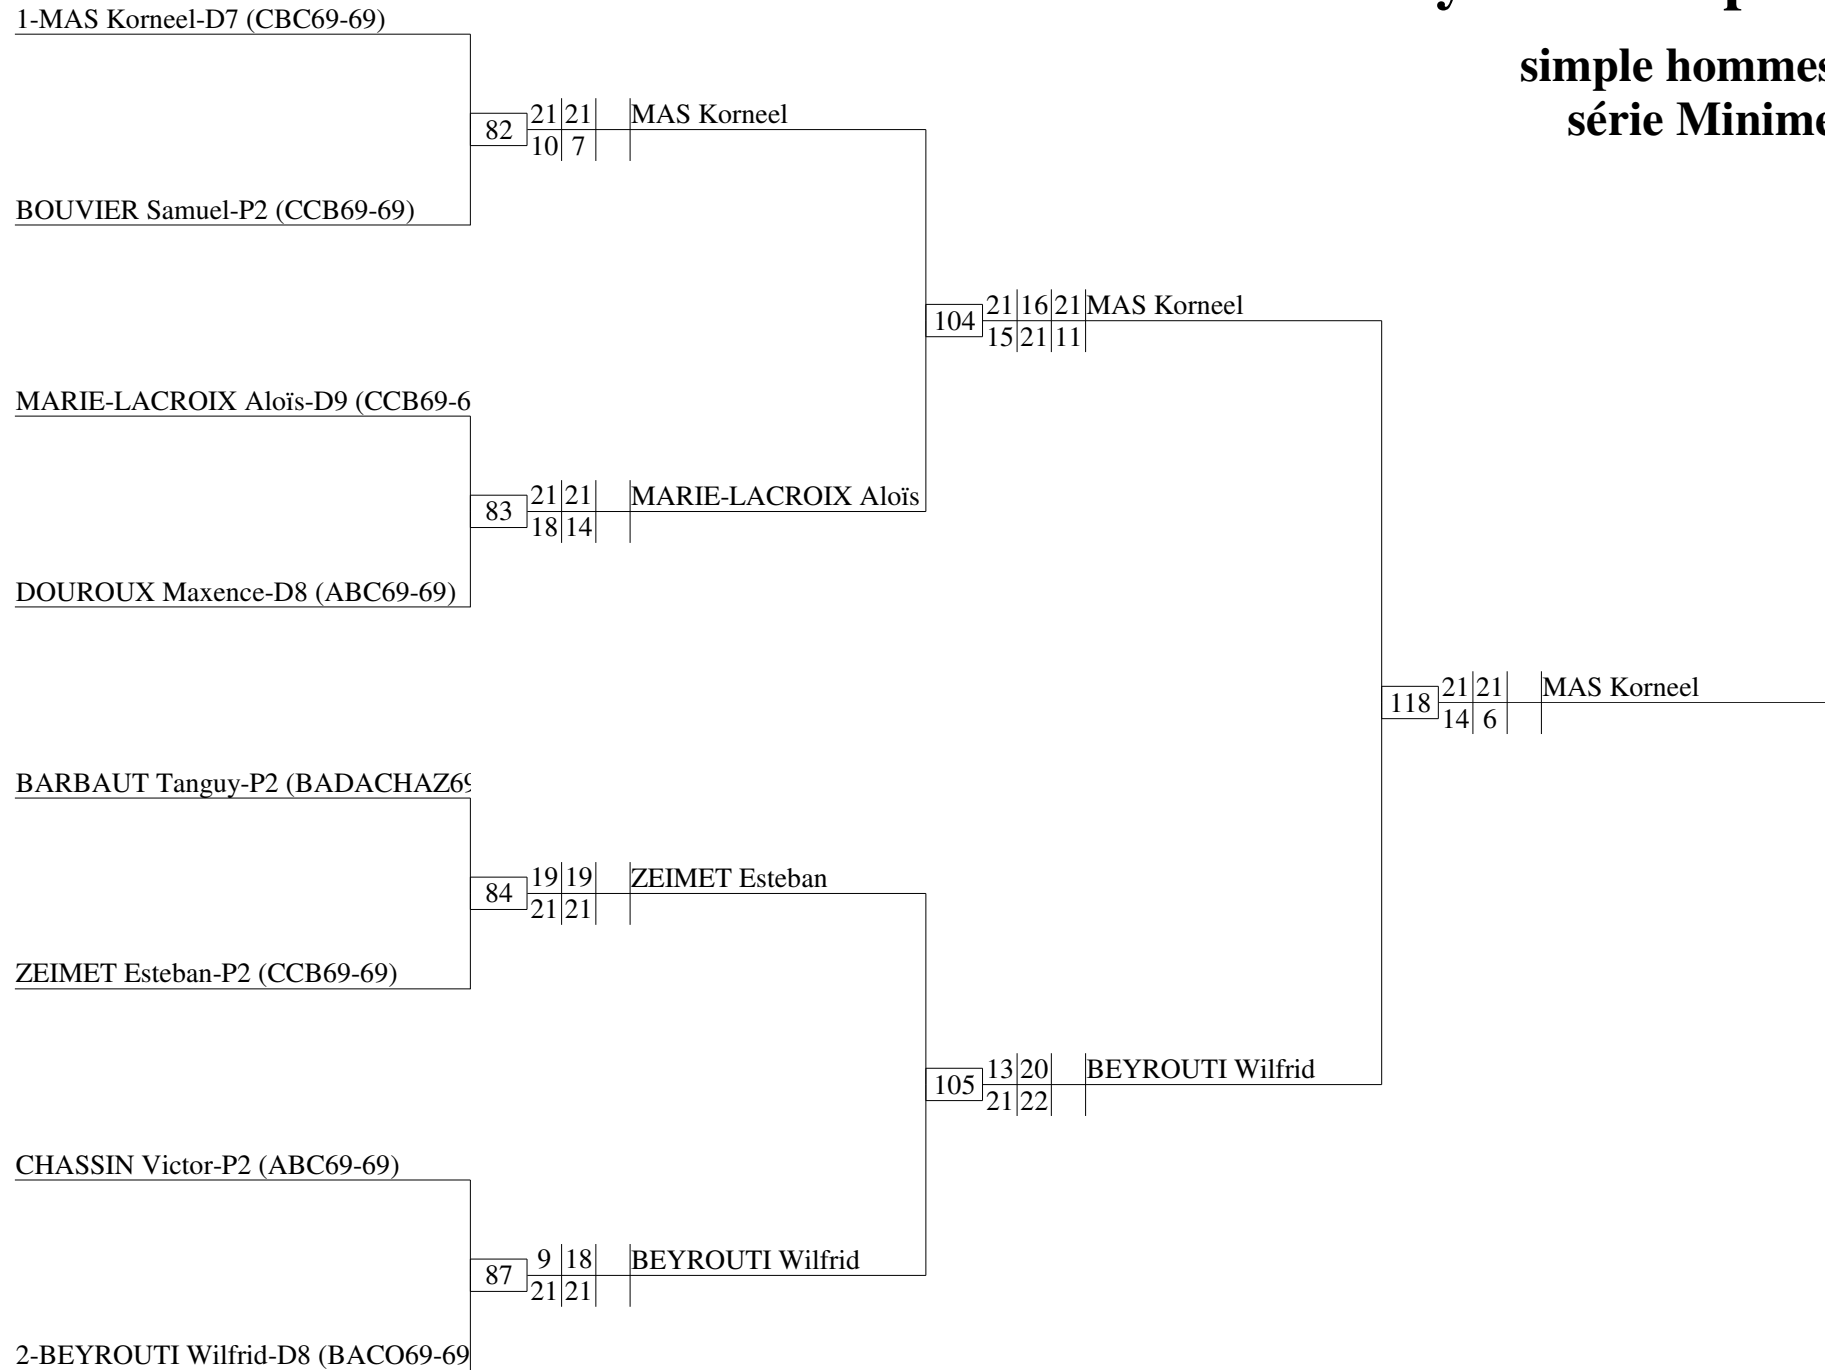 1-MAS Korneel-D7 (CBC69-69)
simple hommes
série Minime
21 21 MAS Korneel
82
10 7
BOUVIER Samuel-P2 (CCB69-69)
21 16 21 MAS Korneel
104
15 21 11
MARIE-LACROIX Aloïs-D9 (CCB69-6
21 21 MARIE-LACROIX Aloïs
83
18 14
DOUROUX Maxence-D8 (ABC69-69)
21 21 MAS Korneel
118
14 6
BARBAUT Tanguy-P2 (BADACHAZ69
19 19 ZEIMET Esteban
84
21 21
ZEIMET Esteban-P2 (CCB69-69)
13 20 BEYROUTI Wilfrid
105
21 22
CHASSIN Victor-P2 (ABC69-69)
9 18 BEYROUTI Wilfrid
87
21 21
2-BEYROUTI Wilfrid-D8 (BACO69-69